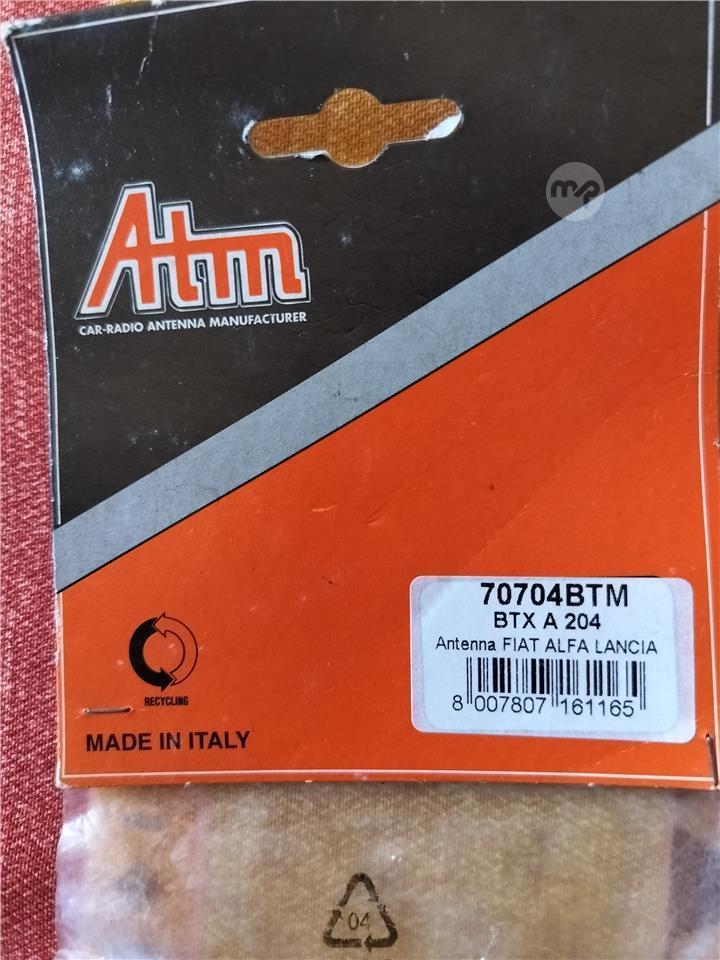 mp
Atm
CAR-RADIO ANTENNA MANUFACTURER
70704BTM
BTX A 204
Antenna FIAT ALFA LANCIA
8 007807 161165
RECYCLING
MADE IN ITALY
04